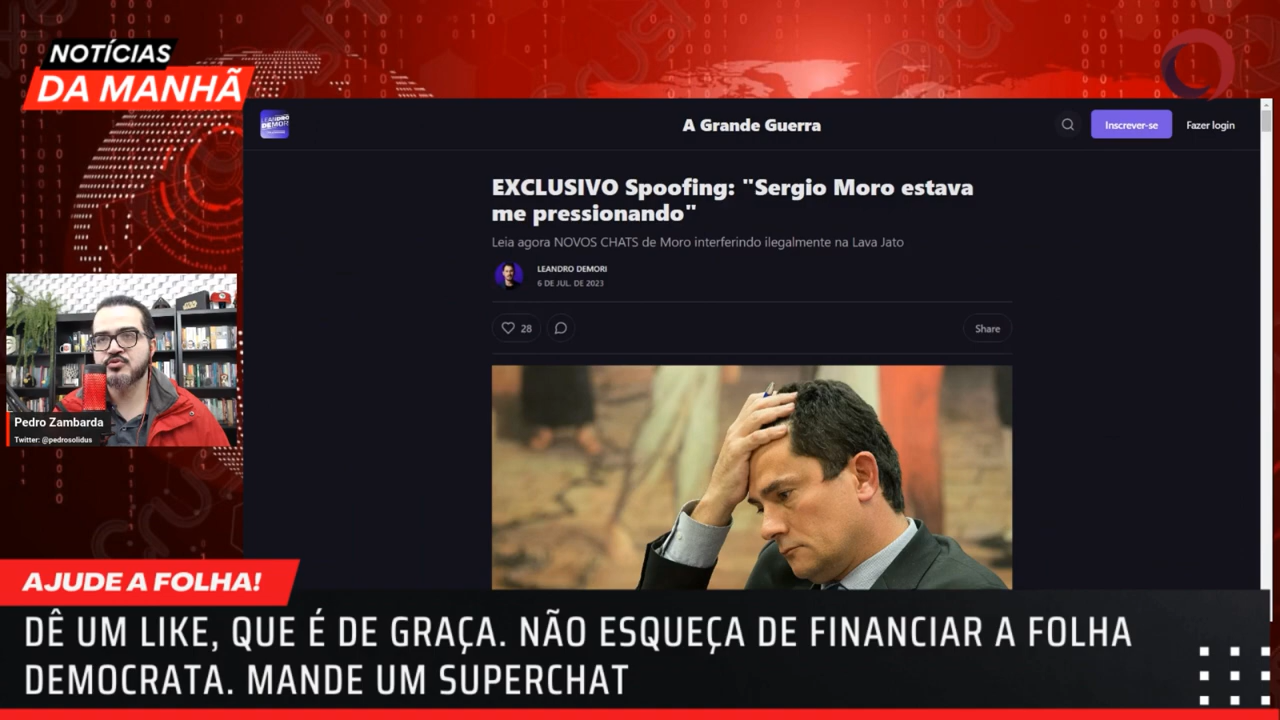 NOTÍCIAS
DA MANHÃ
LEANDRO
DEMORI
A Grande Guerra
Inscrever-se
Fazer login
EXCLUSIVO Spoofing: "Sergio Moro estava
me pressionando"
Leia agora NOVOS CHATS de Moro interferindo ilegalmente na Lava Jato
LEANDRO DEMORI
6 DE JUL. DE 2023
28
Share
Pedro Zambarda
Twitter: @pedrosolidus
AJUDE A FOLHA!
DÊ UM LIKE, QUE É DE GRAÇA. NÃO ESQUEÇA DE FINANCIAR A FOLHA
DEMOCRATA. MANDE UM SUPERCHAT